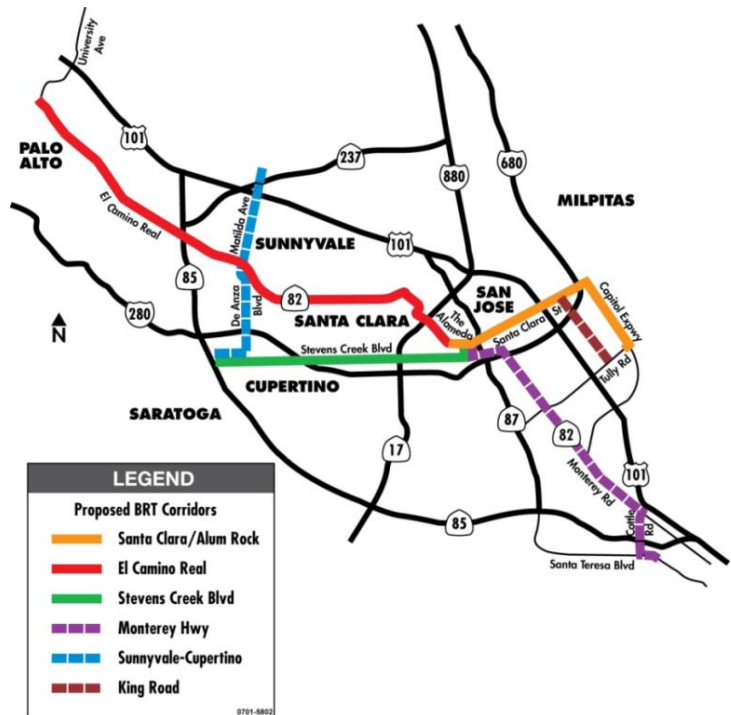 University
Ave
101
PALO
ALTO
237
880
680
MILPITAS
El Camino Real
Matilda Ave
SUNNYVALE
101
85
De Anza
Blvd
82
280
N
SANTA CLARA
The
Alameda
SAN
JOSE
Santa Clara St
Capitol Expwy
Stevens Creek Blvd
Tully Rd
CUPERTINO
SARATOGA
87
82
17
Monterey Rd
101
Cottle
Rd
85
Santa Teresa Blvd
LEGEND
Proposed BRT Corridors
Santa Clara/Alum Rock
El Camino Real
Stevens Creek Blvd
Monterey Hwy
Sunnyvale-Cupertino
King Road
0701-5802